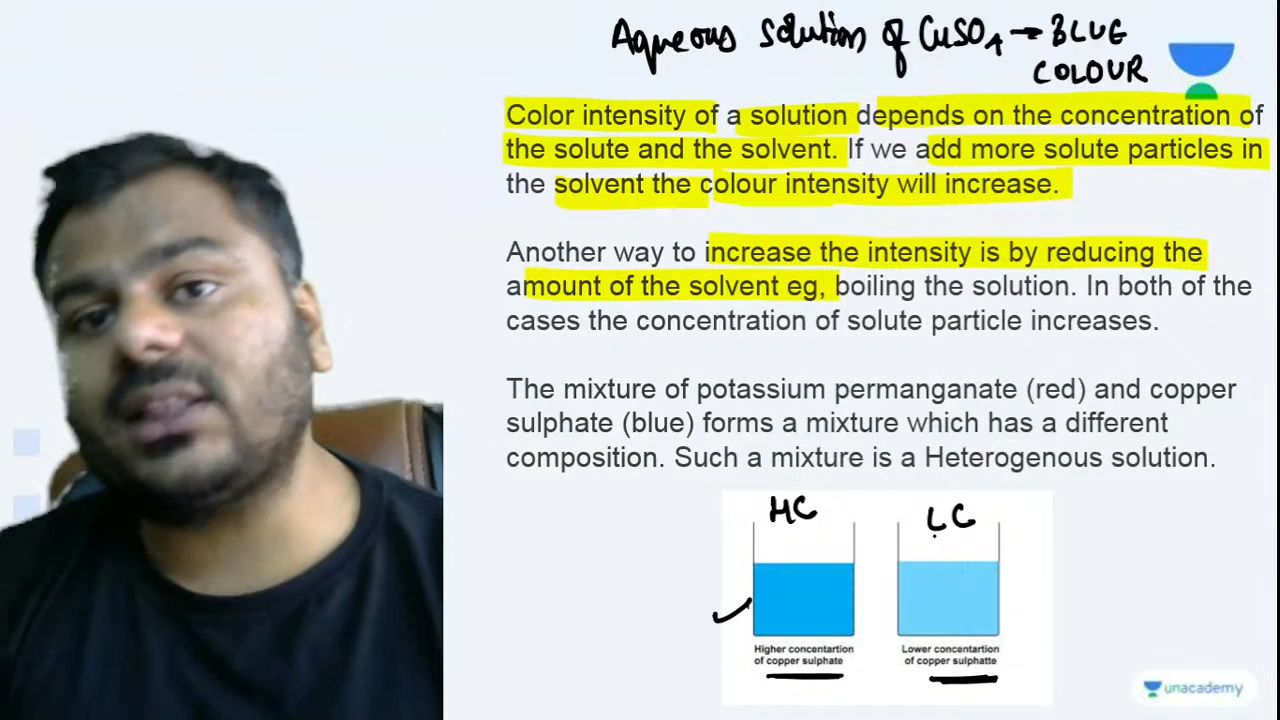 Aqueous solution of CuSO4 → BLUE
COLOUR
Color intensity of a solution depends on the concentration of
the solute and the solvent. If we add more solute particles in
the solvent the colour intensity will increase.
Another way to increase the intensity is by reducing the
amount of the solvent eg, boiling the solution. In both of the
cases the concentration of solute particle increases.
The mixture of potassium permanganate (red) and copper
sulphate (blue) forms a mixture which has a different
composition. Such a mixture is a Heterogenous solution.
HC
LC
Higher concentartion
of copper sulphate
Lower concentartion
of copper sulphatte
unacademy